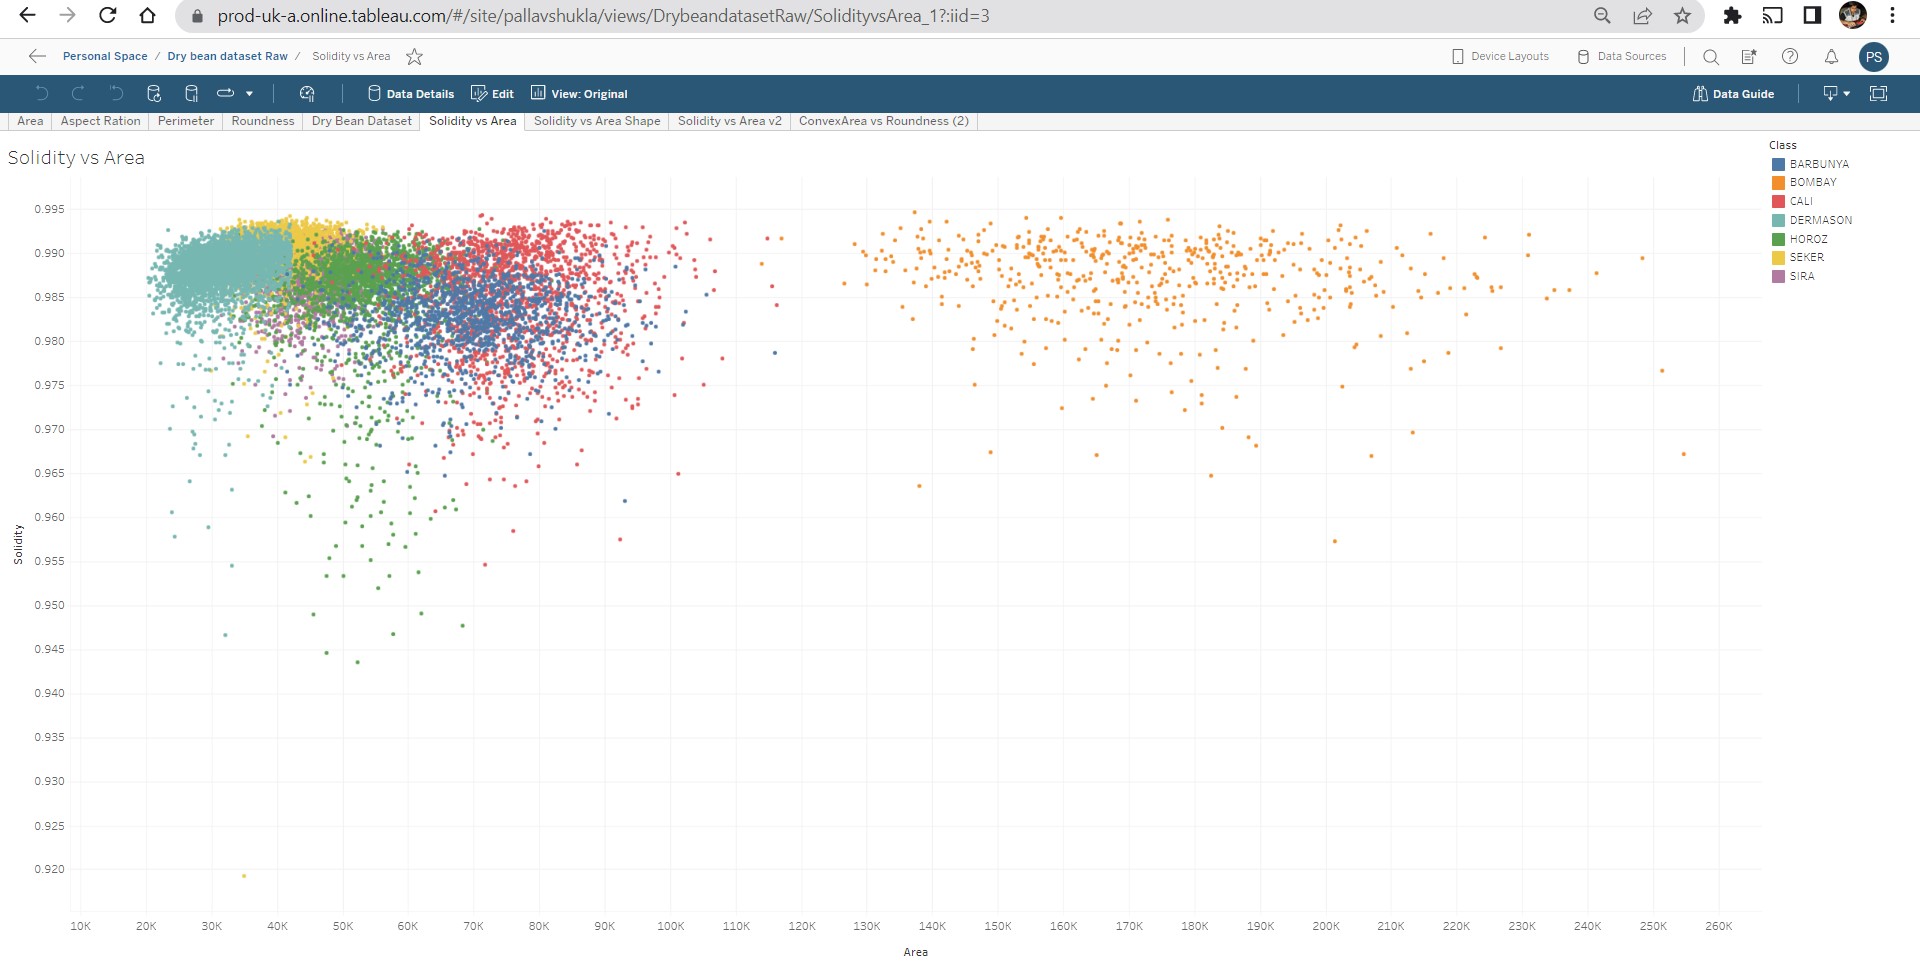 prod-uk-a.online.tableau.com/#/site/pallavshukla/views/DrybeandatasetRaw/SolidityvsArea_1?:iid=3
Personal Space / Dry bean dataset Raw / Solidity vs Area
Device Layouts Data Sources PS
Data Details Edit View: Original Data Guide
Area Aspect Ration Perimeter Roundness Dry Bean Dataset Solidity vs Area Solidity vs Area Shape Solidity vs Area v2 ConvexArea vs Roundness (2)
Solidity vs Area
Class
BARBUNYA
BOMBAY
CALI
DERMASON
HOROZ
SEKER
SIRA
0.995
0.990
0.985
0.980
0.975
0.970
0.965
0.960
0.955
0.950
0.945
0.940
0.935
0.930
0.925
0.920
Solidity
10K 20K 30K 40K 50K 60K 70K 80K 90K 100K 110K 120K 130K 140K 150K 160K 170K 180K 190K 200K 210K 220K 230K 240K 250K 260K
Area